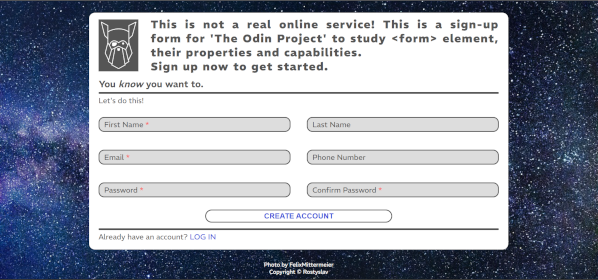 This is not a real online service! This is a sign-up
form for 'The Odin Project' to study <form> element,
their properties and capabilities.
Sign up now to get started.
You know you want to.
Let's do this!
First Name *
Last Name
Email *
Phone Number
Password *
Confirm Password *
CREATE ACCOUNT
Already have an account? LOG IN
Photo by FelixMittermeier
Copyright © Rostyslav